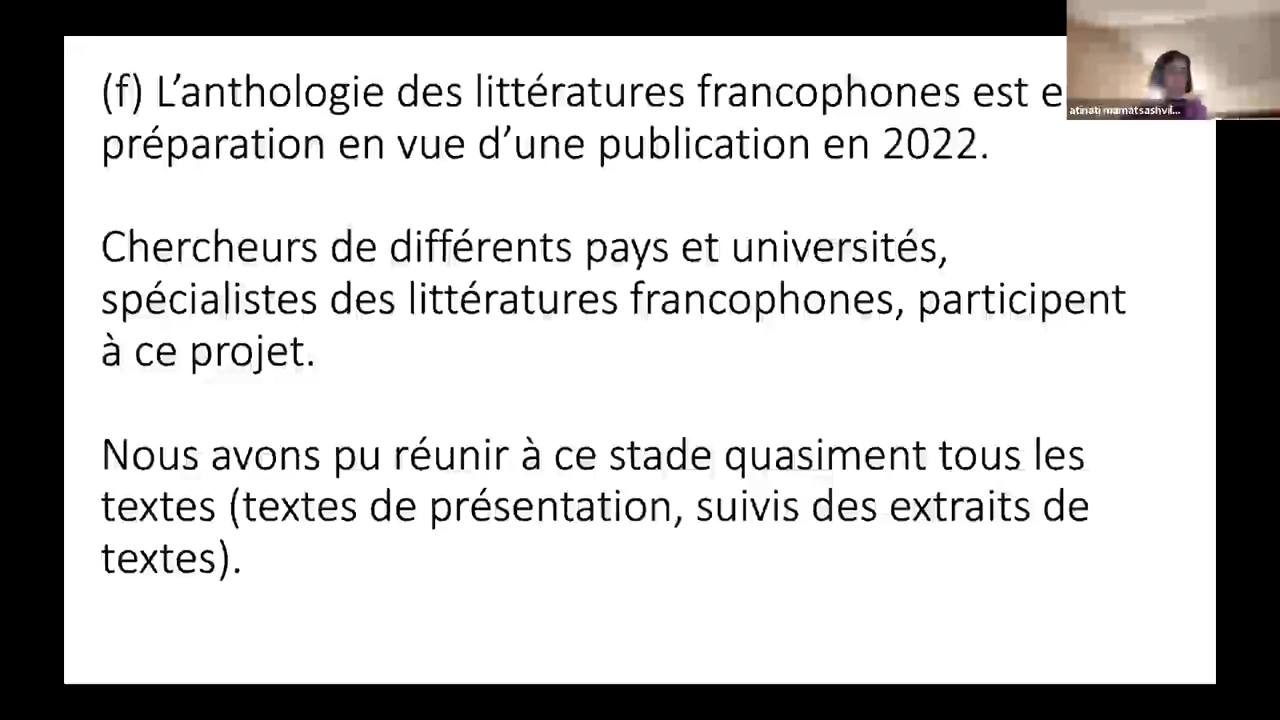 (f) L’anthologie des littératures francophones est e
préparation en vue d’une publication en 2022.
Chercheurs de différents pays et universités,
spécialistes des littératures francophones, participent
à ce projet.
Nous avons pu réunir à ce stade quasiment tous les
textes (textes de présentation, suivis des extraits de
textes).
atinati mamatsashvil...